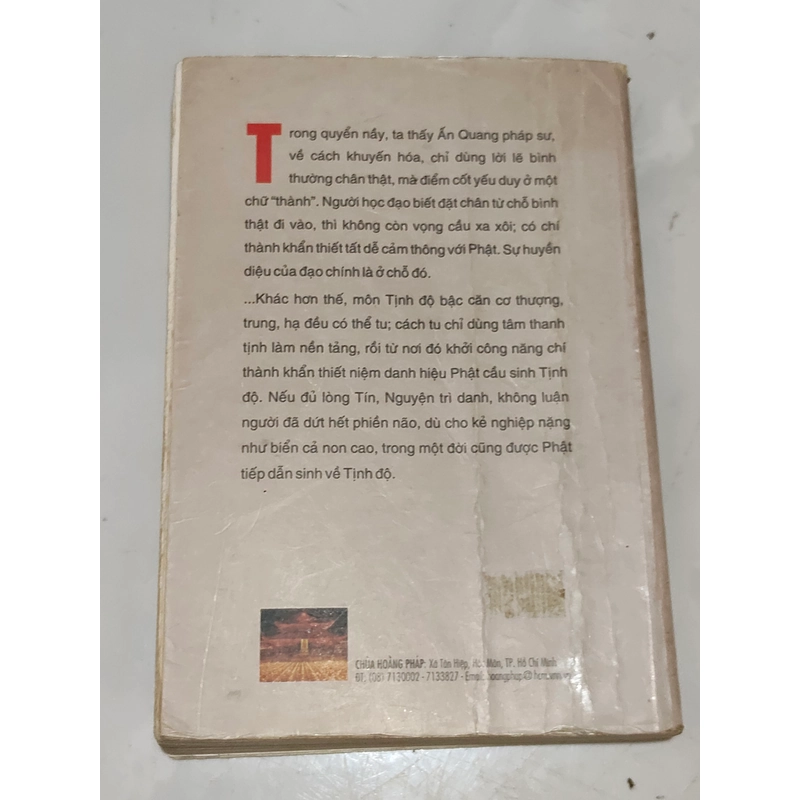 Trong quyển nầy, ta thấy Ấn Quang pháp sư,
về cách khuyến hóa, chỉ dùng lời lẽ bình
thường chân thật, mà điểm cốt yếu duy ở một
chữ "thành". Người học đạo biết đặt chân từ chỗ bình
thật đi vào, thì không còn vọng cầu xa xôi; có chí
thành khẩn thiết tất dễ cảm thông với Phật. Sự huyền
diệu của đạo chính là ở chỗ đó.
...Khác hơn thế, môn Tịnh độ bậc căn cơ thượng,
trung, hạ đều có thể tu; cách tu chỉ dùng tâm thanh
tịnh làm nền tảng, rồi từ nơi đó khởi công năng chí
thành khẩn thiết niệm danh hiệu Phật cầu sinh Tịnh
độ. Nếu đủ lòng Tín, Nguyện trì danh, không luận
người đã dứt hết phiền não, dù cho kẻ nghiệp nặng
như biển cả non cao, trong một đời cũng được Phật
tiếp dẫn sinh về Tịnh độ.
CHÙA HOẰNG PHÁP: Xã Tân Hiệp, Môn, TP. Hồ Chí Minh
ĐT: (08) 7130002 - 7133827 - Email: